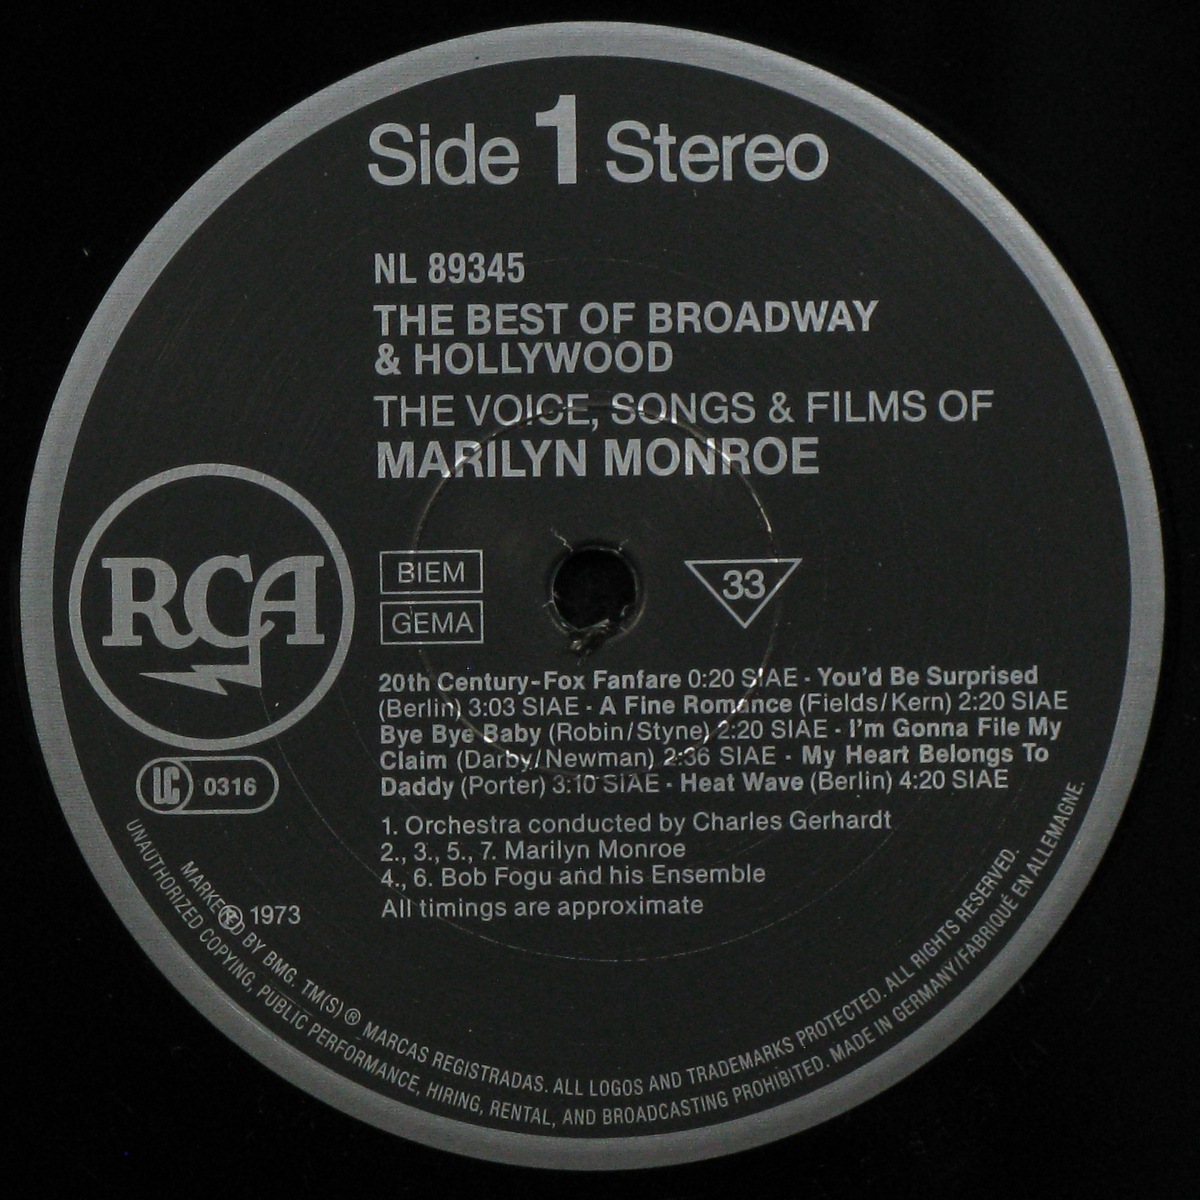 Side 1 Stereo
NL 89345
THE BEST OF BROADWAY
& HOLLYWOOD
THE VOICE, SONGS & FILMS OF
MARILYN MONROE
RCA
BIEM
GEMA
33
LC 0316
20th Century-Fox Fanfare 0:20 SIAE · You'd Be Surprised
(Berlin) 3:03 SIAE · A Fine Romance (Fields/Kern) 2:20 SIAE
Bye Bye Baby (Robin/Styne) 2:20 SIAE · I'm Gonna File My
Claim (Darby/Newman) 2:36 SIAE · My Heart Belongs To
Daddy (Porter) 3:10 SIAE · Heat Wave (Berlin) 4:20 SIAE
1. Orchestra conducted by Charles Gerhardt
2., 3., 5., 7. Marilyn Monroe
4., 6. Bob Fogu and his Ensemble
All timings are approximate
Ⓟ 1973
MARKETED BY BMG. TM(S) ® MARCAS REGISTRADAS. ALL LOGOS AND TRADEMARKS PROTECTED. ALL RIGHTS RESERVED.
UNAUTHORIZED COPYING, PUBLIC PERFORMANCE, HIRING, RENTAL, AND BROADCASTING PROHIBITED. MADE IN GERMANY/FABRIQUÉ EN ALLEMAGNE.